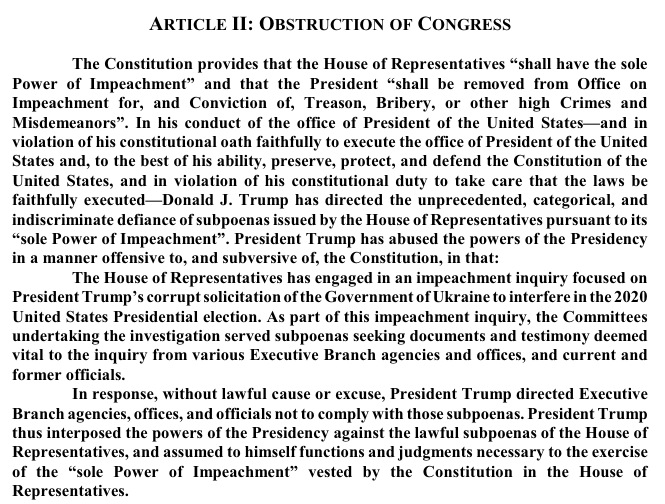 ARTICLE II: OBSTRUCTION OF CONGRESS
The Constitution provides that the House of Representatives “shall have the sole
Power of Impeachment” and that the President “shall be removed from Office on
Impeachment for, and Conviction of, Treason, Bribery, or other high Crimes and
Misdemeanors”. In his conduct of the office of President of the United States—and in
violation of his constitutional oath faithfully to execute the office of President of the United
States and, to the best of his ability, preserve, protect, and defend the Constitution of the
United States, and in violation of his constitutional duty to take care that the laws be
faithfully executed—Donald J. Trump has directed the unprecedented, categorical, and
indiscriminate defiance of subpoenas issued by the House of Representatives pursuant to its
“sole Power of Impeachment”. President Trump has abused the powers of the Presidency
in a manner offensive to, and subversive of, the Constitution, in that:
The House of Representatives has engaged in an impeachment inquiry focused on
President Trump’s corrupt solicitation of the Government of Ukraine to interfere in the 2020
United States Presidential election. As part of this impeachment inquiry, the Committees
undertaking the investigation served subpoenas seeking documents and testimony deemed
vital to the inquiry from various Executive Branch agencies and offices, and current and
former officials.
In response, without lawful cause or excuse, President Trump directed Executive
Branch agencies, offices, and officials not to comply with those subpoenas. President Trump
thus interposed the powers of the Presidency against the lawful subpoenas of the House of
Representatives, and assumed to himself functions and judgments necessary to the exercise
of the “sole Power of Impeachment” vested by the Constitution in the House of
Representatives.